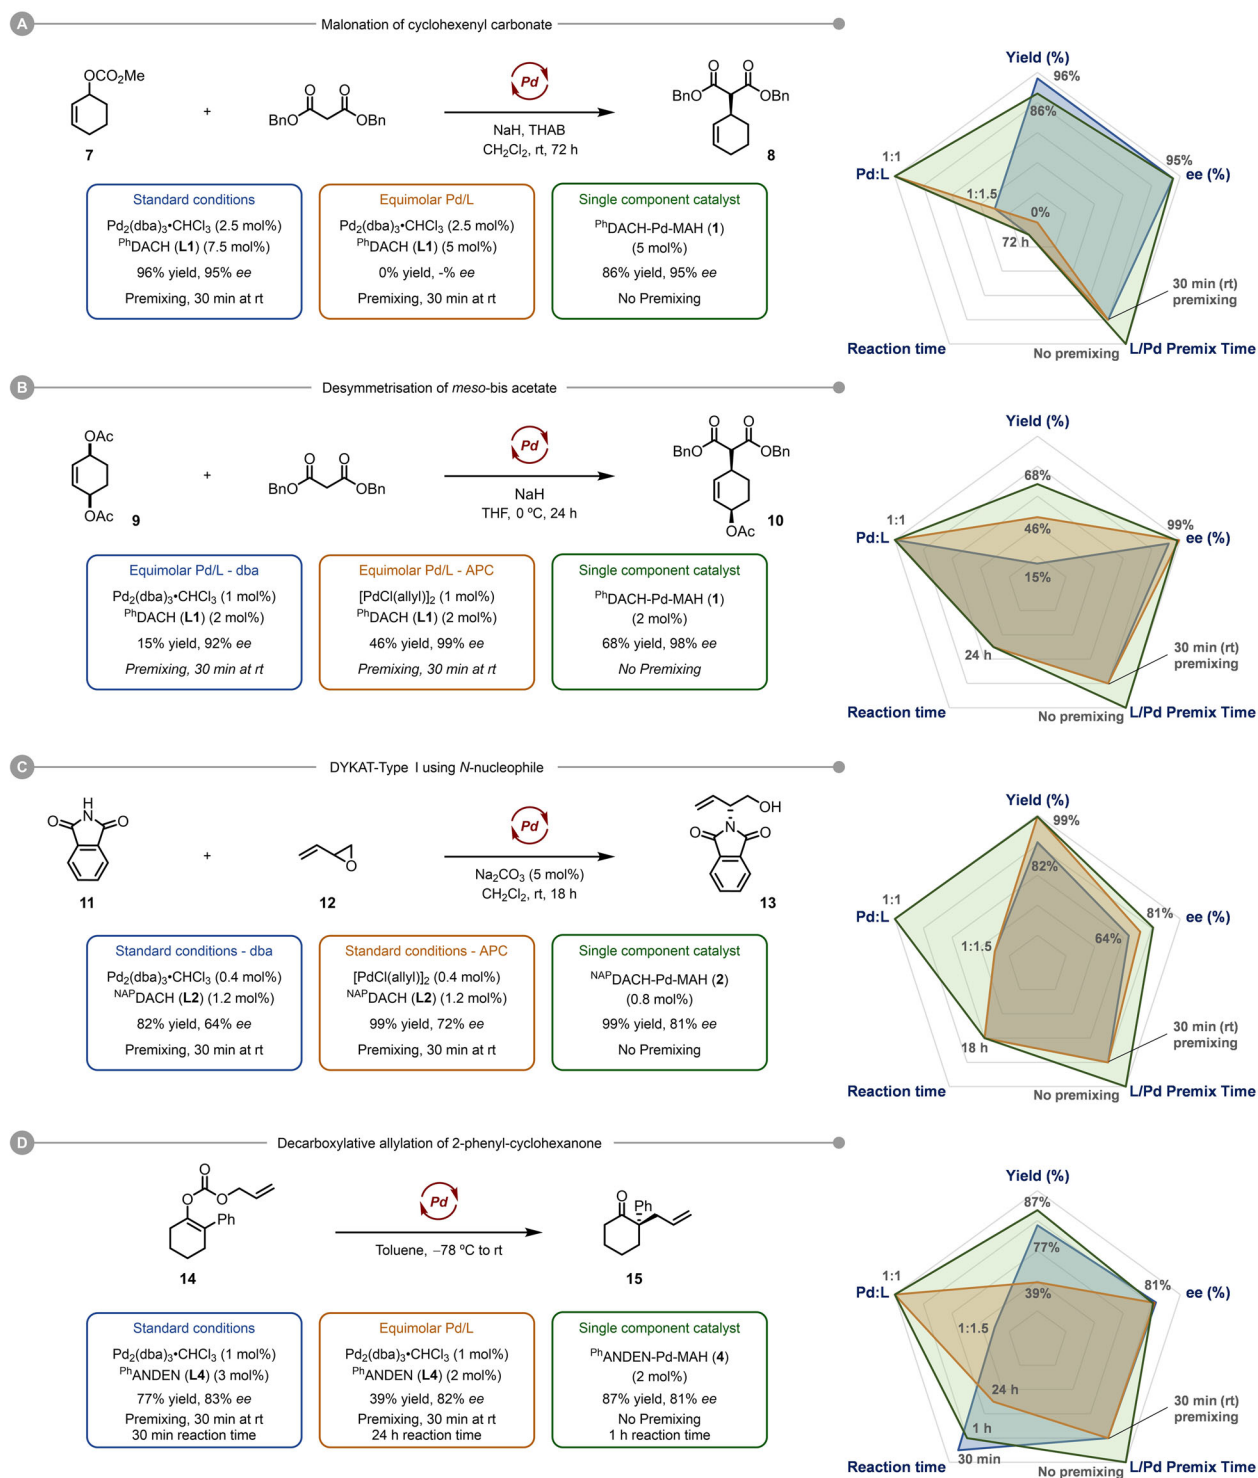 A
Malonation of cyclohexenyl carbonate
OCO2Me
7
+
O O
BnO OBn
Pd
NaH, THAB
CH2Cl2, rt, 72 h
O O
BnO OBn
8
Standard conditions
Pd2(dba)3•CHCl3 (2.5 mol%)
PhDACH (L1) (7.5 mol%)
96% yield, 95% ee
Premixing, 30 min at rt
Equimolar Pd/L
Pd2(dba)3•CHCl3 (2.5 mol%)
PhDACH (L1) (5 mol%)
0% yield, -% ee
Premixing, 30 min at rt
Single component catalyst
PhDACH-Pd-MAH (1)
(5 mol%)
86% yield, 95% ee
No Premixing
Yield (%)
96%
86%
1:1
Pd:L
95%
ee (%)
1:1.5
0%
72 h
30 min (rt)
premixing
Reaction time
No premixing
L/Pd Premix Time
B
Desymmetrisation of meso-bis acetate
OAc
OAc
9
+
O O
BnO OBn
Pd
NaH
THF, 0 ºC, 24 h
O O
BnO OBn
OAc
10
Equimolar Pd/L - dba
Pd2(dba)3•CHCl3 (1 mol%)
PhDACH (L1) (2 mol%)
15% yield, 92% ee
Premixing, 30 min at rt
Equimolar Pd/L - APC
[PdCl(allyl)]2 (1 mol%)
PhDACH (L1) (2 mol%)
46% yield, 99% ee
Premixing, 30 min at rt
Single component catalyst
PhDACH-Pd-MAH (1)
(2 mol%)
68% yield, 98% ee
No Premixing
Yield (%)
68%
1:1
Pd:L
46%
99%
ee (%)
15%
24 h
30 min (rt)
premixing
Reaction time
No premixing
L/Pd Premix Time
C
DYKAT-Type I using N-nucleophile
H
N
O O
11
+
O
12
Pd
Na2CO3 (5 mol%)
CH2Cl2, rt, 18 h
OH
N
O O
13
Standard conditions - dba
Pd2(dba)3•CHCl3 (0.4 mol%)
NAPDACH (L2) (1.2 mol%)
82% yield, 64% ee
Premixing, 30 min at rt
Standard conditions - APC
[PdCl(allyl)]2 (0.4 mol%)
NAPDACH (L2) (1.2 mol%)
99% yield, 72% ee
Premixing, 30 min at rt
Single component catalyst
NAPDACH-Pd-MAH (2)
(0.8 mol%)
99% yield, 81% ee
No Premixing
Yield (%)
99%
82%
1:1
Pd:L
81%
ee (%)
1:1.5
64%
18 h
30 min (rt)
premixing
Reaction time
No premixing
L/Pd Premix Time
D
Decarboxylative allylation of 2-phenyl-cyclohexanone
O
O O
Ph
14
Pd
Toluene, –78 ºC to rt
O Ph
15
Standard conditions
Pd2(dba)3•CHCl3 (1 mol%)
PhANDEN (L4) (3 mol%)
77% yield, 83% ee
Premixing, 30 min at rt
30 min reaction time
Equimolar Pd/L
Pd2(dba)3•CHCl3 (1 mol%)
PhANDEN (L4) (2 mol%)
39% yield, 82% ee
Premixing, 30 min at rt
24 h reaction time
Single component catalyst
PhANDEN-Pd-MAH (4)
(2 mol%)
87% yield, 81% ee
No Premixing
1 h reaction time
Yield (%)
87%
77%
1:1
Pd:L
81%
ee (%)
39%
1:1.5
24 h
30 min (rt)
premixing
1 h
30 min
Reaction time
No premixing
L/Pd Premix Time